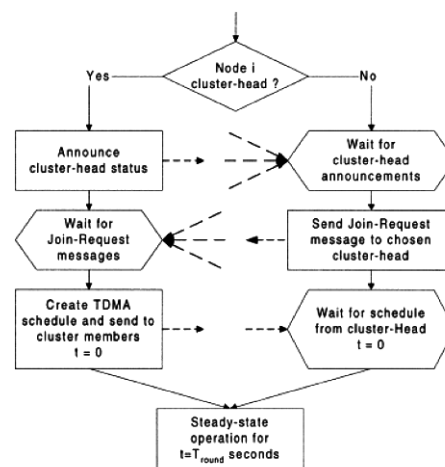 Node i
cluster-head ?
Yes
No
Announce
cluster-head status
Wait for
cluster-head
announcements
Wait for
Join-Request
messages
Send Join-Request
message to chosen
cluster-head
Create TDMA
schedule and send to
cluster members
t = 0
Wait for schedule
from cluster-Head
t = 0
Steady-state
operation for
t=Tround seconds